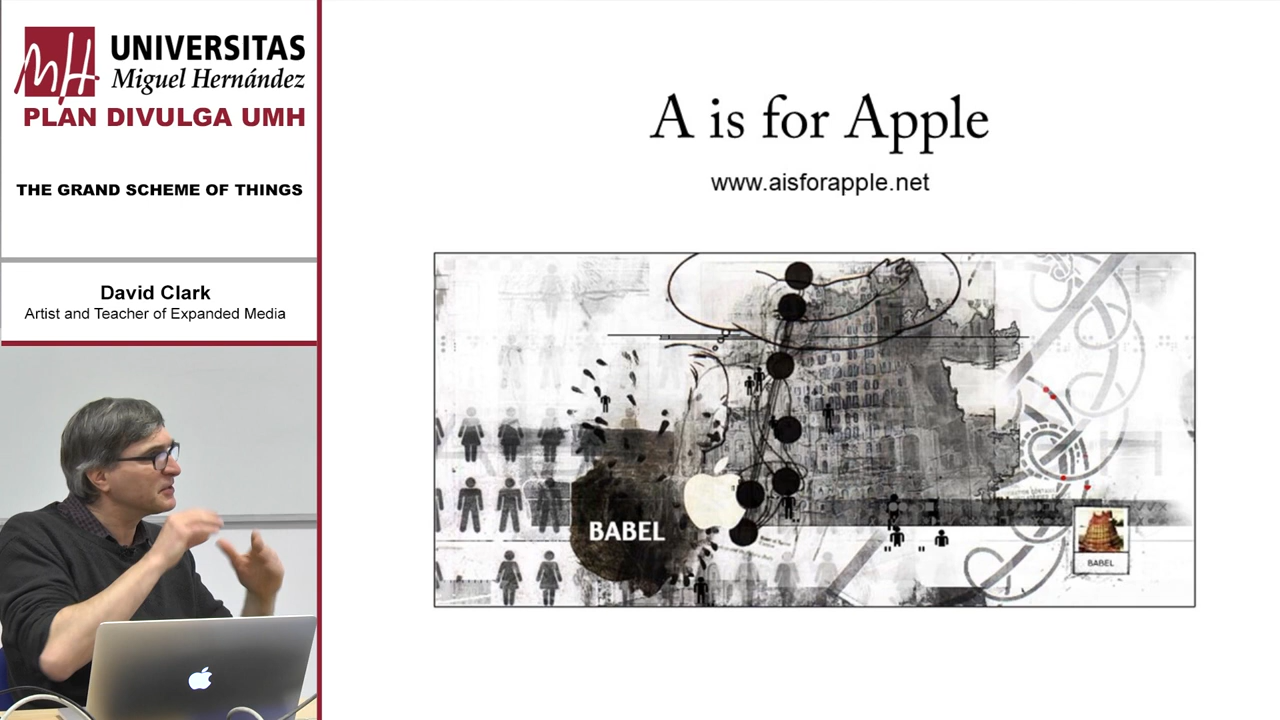 UNIVERSITAS
Miguel Hernández
PLAN DIVULGA UMH
THE GRAND SCHEME OF THINGS
David Clark
Artist and Teacher of Expanded Media
A is for Apple
www.aisforapple.net
BABEL
BABEL